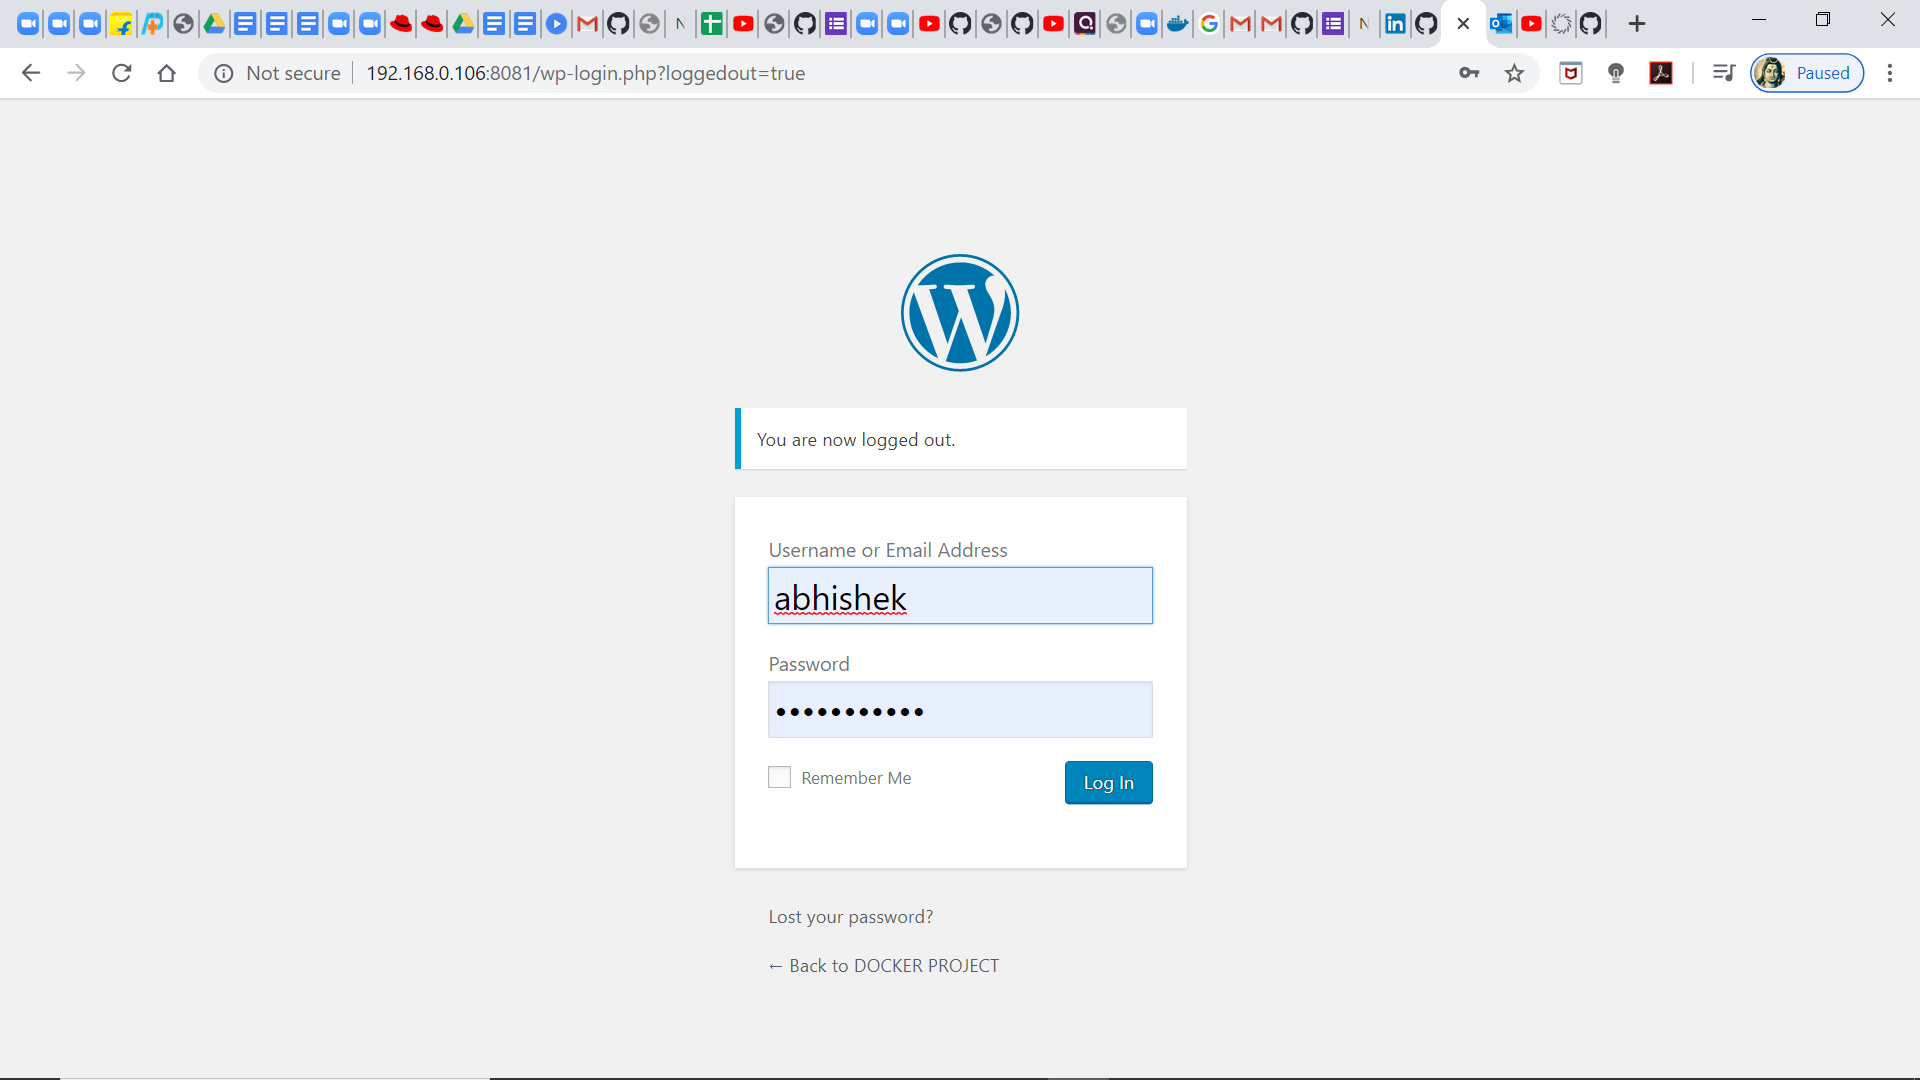 Not secure
192.168.0.106:8081/wp-login.php?loggedout=true
Paused
You are now logged out.
Username or Email Address
abhishek
Password
•••••••••••
Remember Me
Log In
Lost your password?
← Back to DOCKER PROJECT